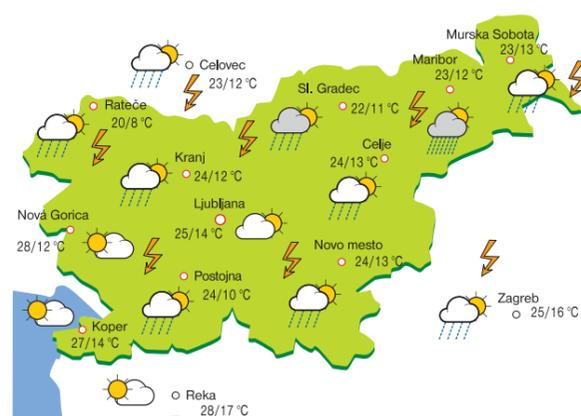 Murska Sobota
23/13 °C
Maribor
23/12 °C
Celovec
23/12 °C
Sl. Gradec
22/11 °C
Rateče
20/8 °C
Celje
24/13 °C
Kranj
24/12 °C
Ljubljana
25/14 °C
Nova Gorica
28/12 °C
Novo mesto
24/13 °C
Postojna
24/10 °C
Zagreb
25/16 °C
Koper
27/14 °C
Reka
28/17 °C